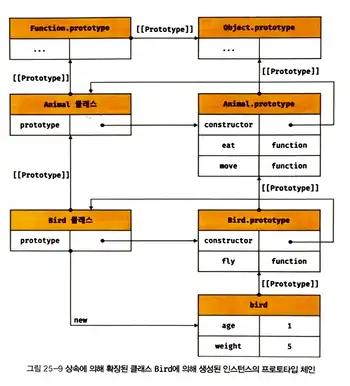 Function.prototype
...
[[Prototype]]
Object.prototype
...
[[Prototype]]
[[Prototype]]
Animal 클래스
prototype
Animal.prototype
constructor
eat function
move function
[[Prototype]]
[[Prototype]]
Bird 클래스
prototype
Bird.prototype
constructor
fly function
[[Prototype]]
new
bird
age 1
weight 5
그림 25-9 상속에 의해 확장된 클래스 Bird에 의해 생성된 인스턴스의 프로토타입 체인